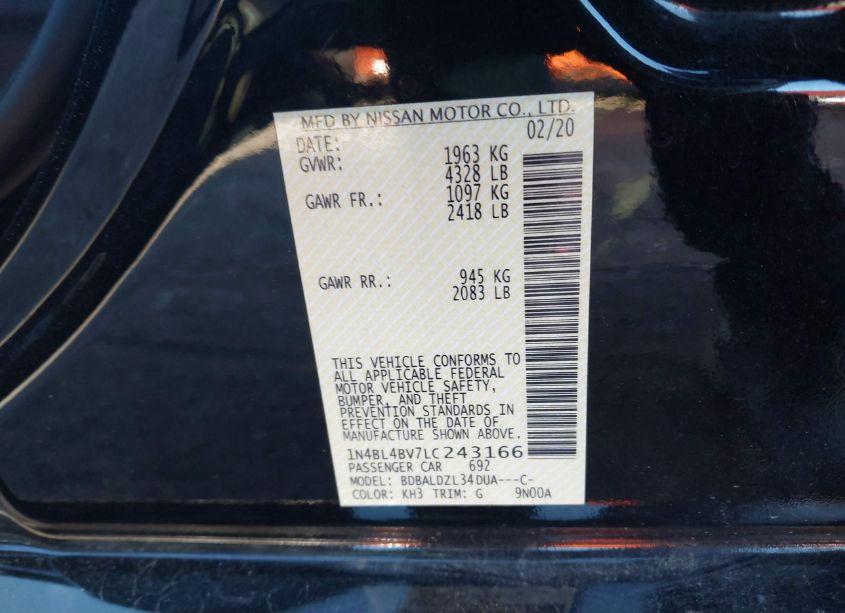 MFD BY NISSAN MOTOR CO., LTD.
DATE: 02/20
GVWR: 1963 KG
4328 LB
GAWR FR.: 1097 KG
2418 LB
GAWR RR.: 945 KG
2083 LB
THIS VEHICLE CONFORMS TO
ALL APPLICABLE FEDERAL
MOTOR VEHICLE SAFETY,
BUMPER, AND THEFT
PREVENTION STANDARDS IN
EFFECT ON THE DATE OF
MANUFACTURE SHOWN ABOVE.
1N4BL4BV7LC243166
PASSENGER CAR 692
MODEL: BDBALDZL34DUA---C-
COLOR: KH3 TRIM: G 9N00A